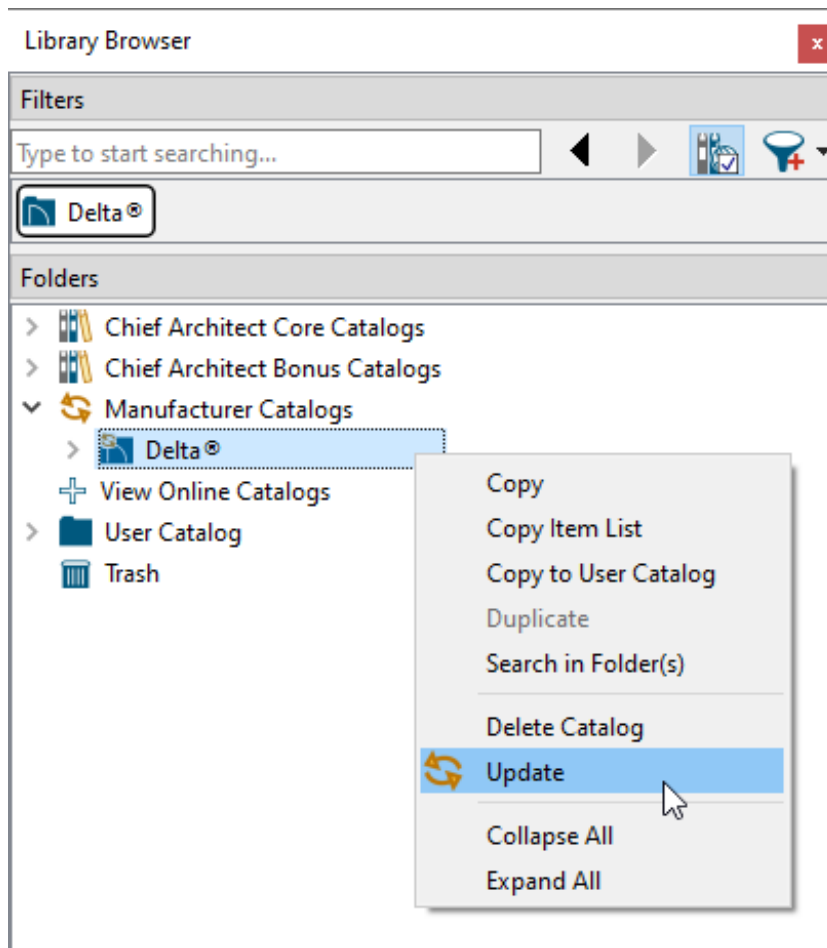 Library Browser
x
Filters
Type to start searching...
Delta®
Folders
Chief Architect Core Catalogs
Chief Architect Bonus Catalogs
Manufacturer Catalogs
Delta®
View Online Catalogs
User Catalog
Trash
Copy
Copy Item List
Copy to User Catalog
Duplicate
Search in Folder(s)
Delete Catalog
Update
Collapse All
Expand All